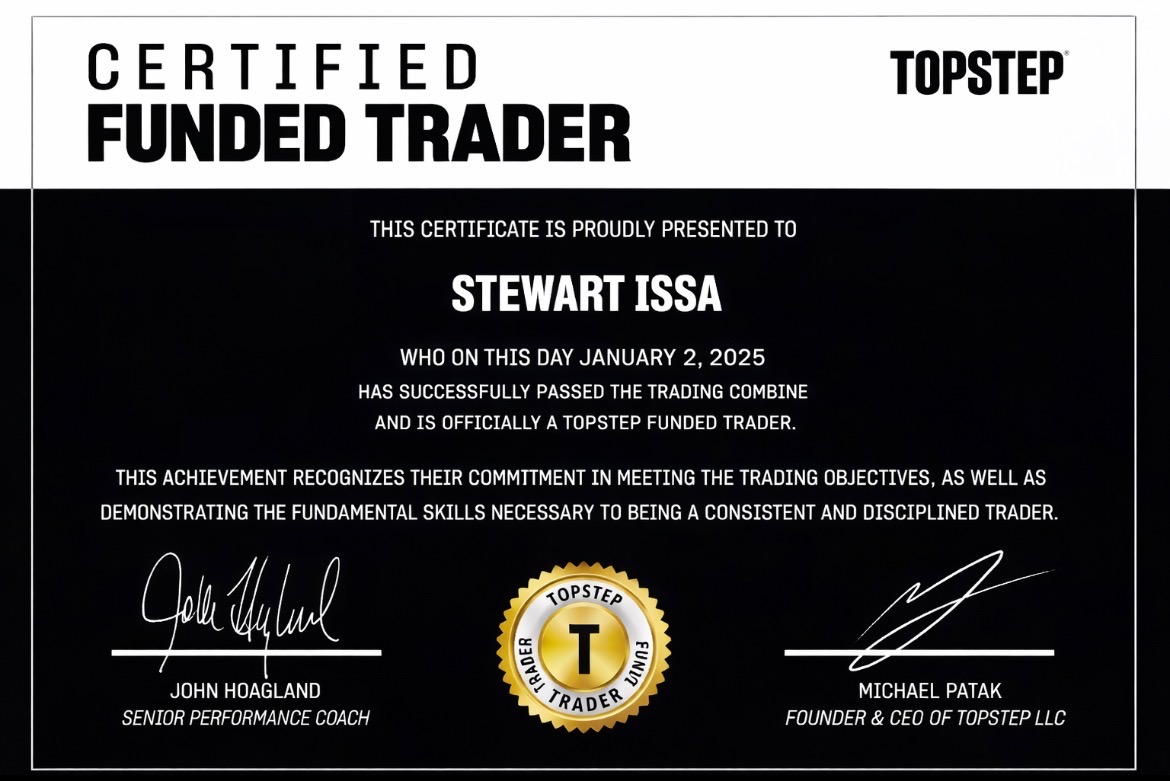 CERTIFIED
FUNDED TRADER
TOPSTEP®
THIS CERTIFICATE IS PROUDLY PRESENTED TO
STEWART ISSA
WHO ON THIS DAY JANUARY 2, 2025
HAS SUCCESSFULLY PASSED THE TRADING COMBINE
AND IS OFFICIALLY A TOPSTEP FUNDED TRADER.
THIS ACHIEVEMENT RECOGNIZES THEIR COMMITMENT IN MEETING THE TRADING OBJECTIVES, AS WELL AS
DEMONSTRATING THE FUNDAMENTAL SKILLS NECESSARY TO BEING A CONSISTENT AND DISCIPLINED TRADER.
TOPSTEP
TRADER
T
TRADER
JOHN HOAGLAND
SENIOR PERFORMANCE COACH
MICHAEL PATAK
FOUNDER & CEO OF TOPSTEP LLC